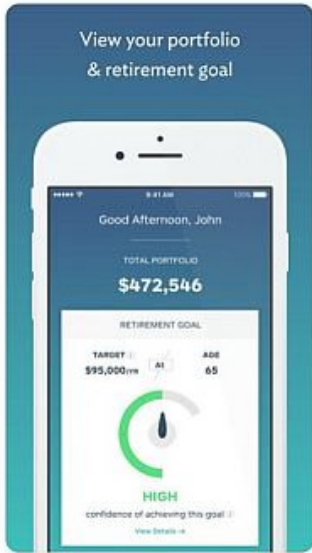 View your portfolio
& retirement goal
9:41 AM 100%
Good Afternoon, John
TOTAL PORTFOLIO
$472,546
RETIREMENT GOAL
TARGET At AGE
$95,000/YR 65
HIGH
confidence of achieving this goal
View Details →